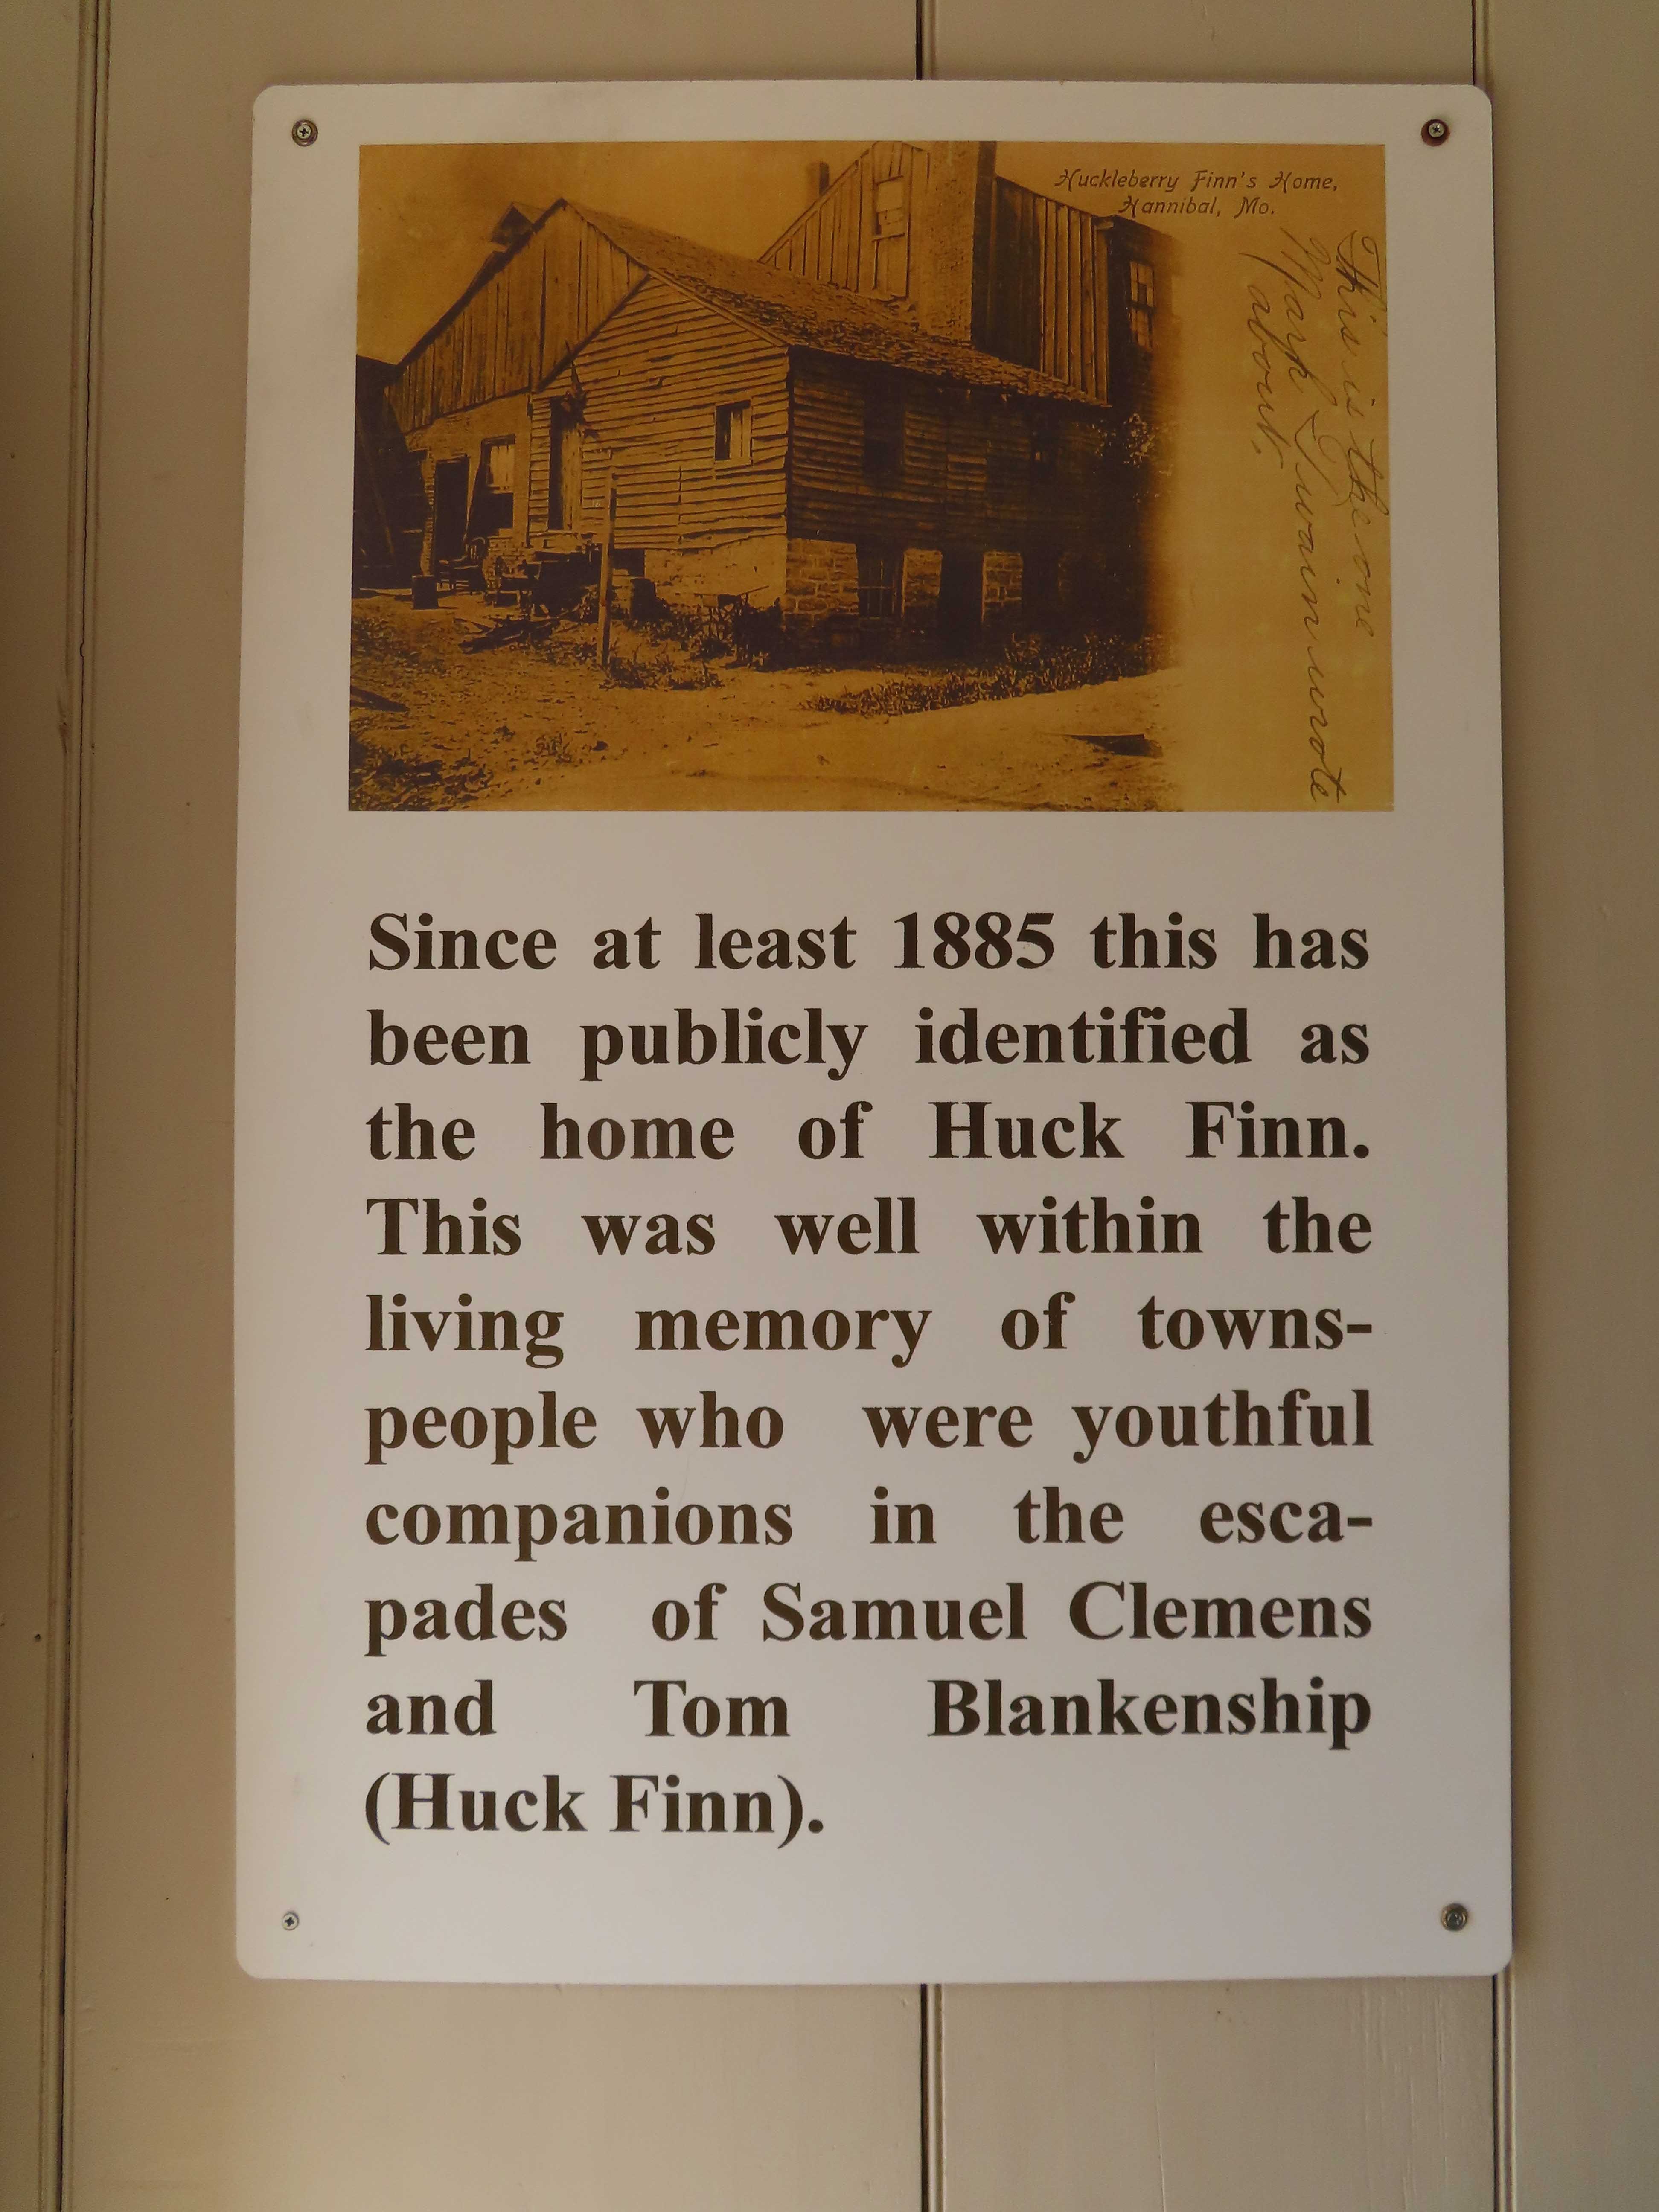 Huckleberry Finn's Home,
Hannibal, Mo.
This is the one
Mark Twain wrote
about.
Since at least 1885 this has
been publicly identified as
the home of Huck Finn.
This was well within the
living memory of towns-
people who were youthful
companions in the esca-
pades of Samuel Clemens
and Tom Blankenship
(Huck Finn).